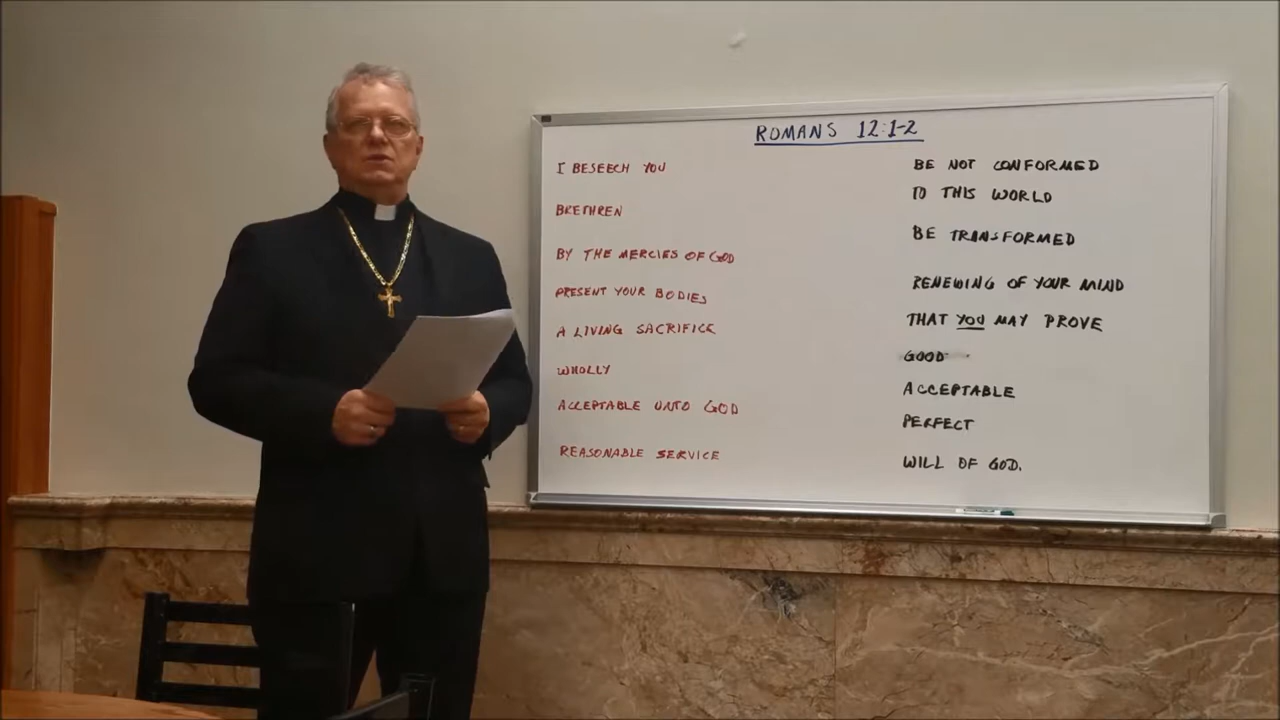 ROMANS 12:1-2
I BESEECH YOU
BRETHREN
BY THE MERCIES OF GOD
PRESENT YOUR BODIES
A LIVING SACRIFICE
WHOLLY
ACCEPTABLE UNTO GOD
REASONABLE SERVICE
BE NOT CONFORMED
TO THIS WORLD
BE TRANSFORMED
RENEWING OF YOUR MIND
THAT YOU MAY PROVE
GOOD
ACCEPTABLE
PERFECT
WILL OF GOD.